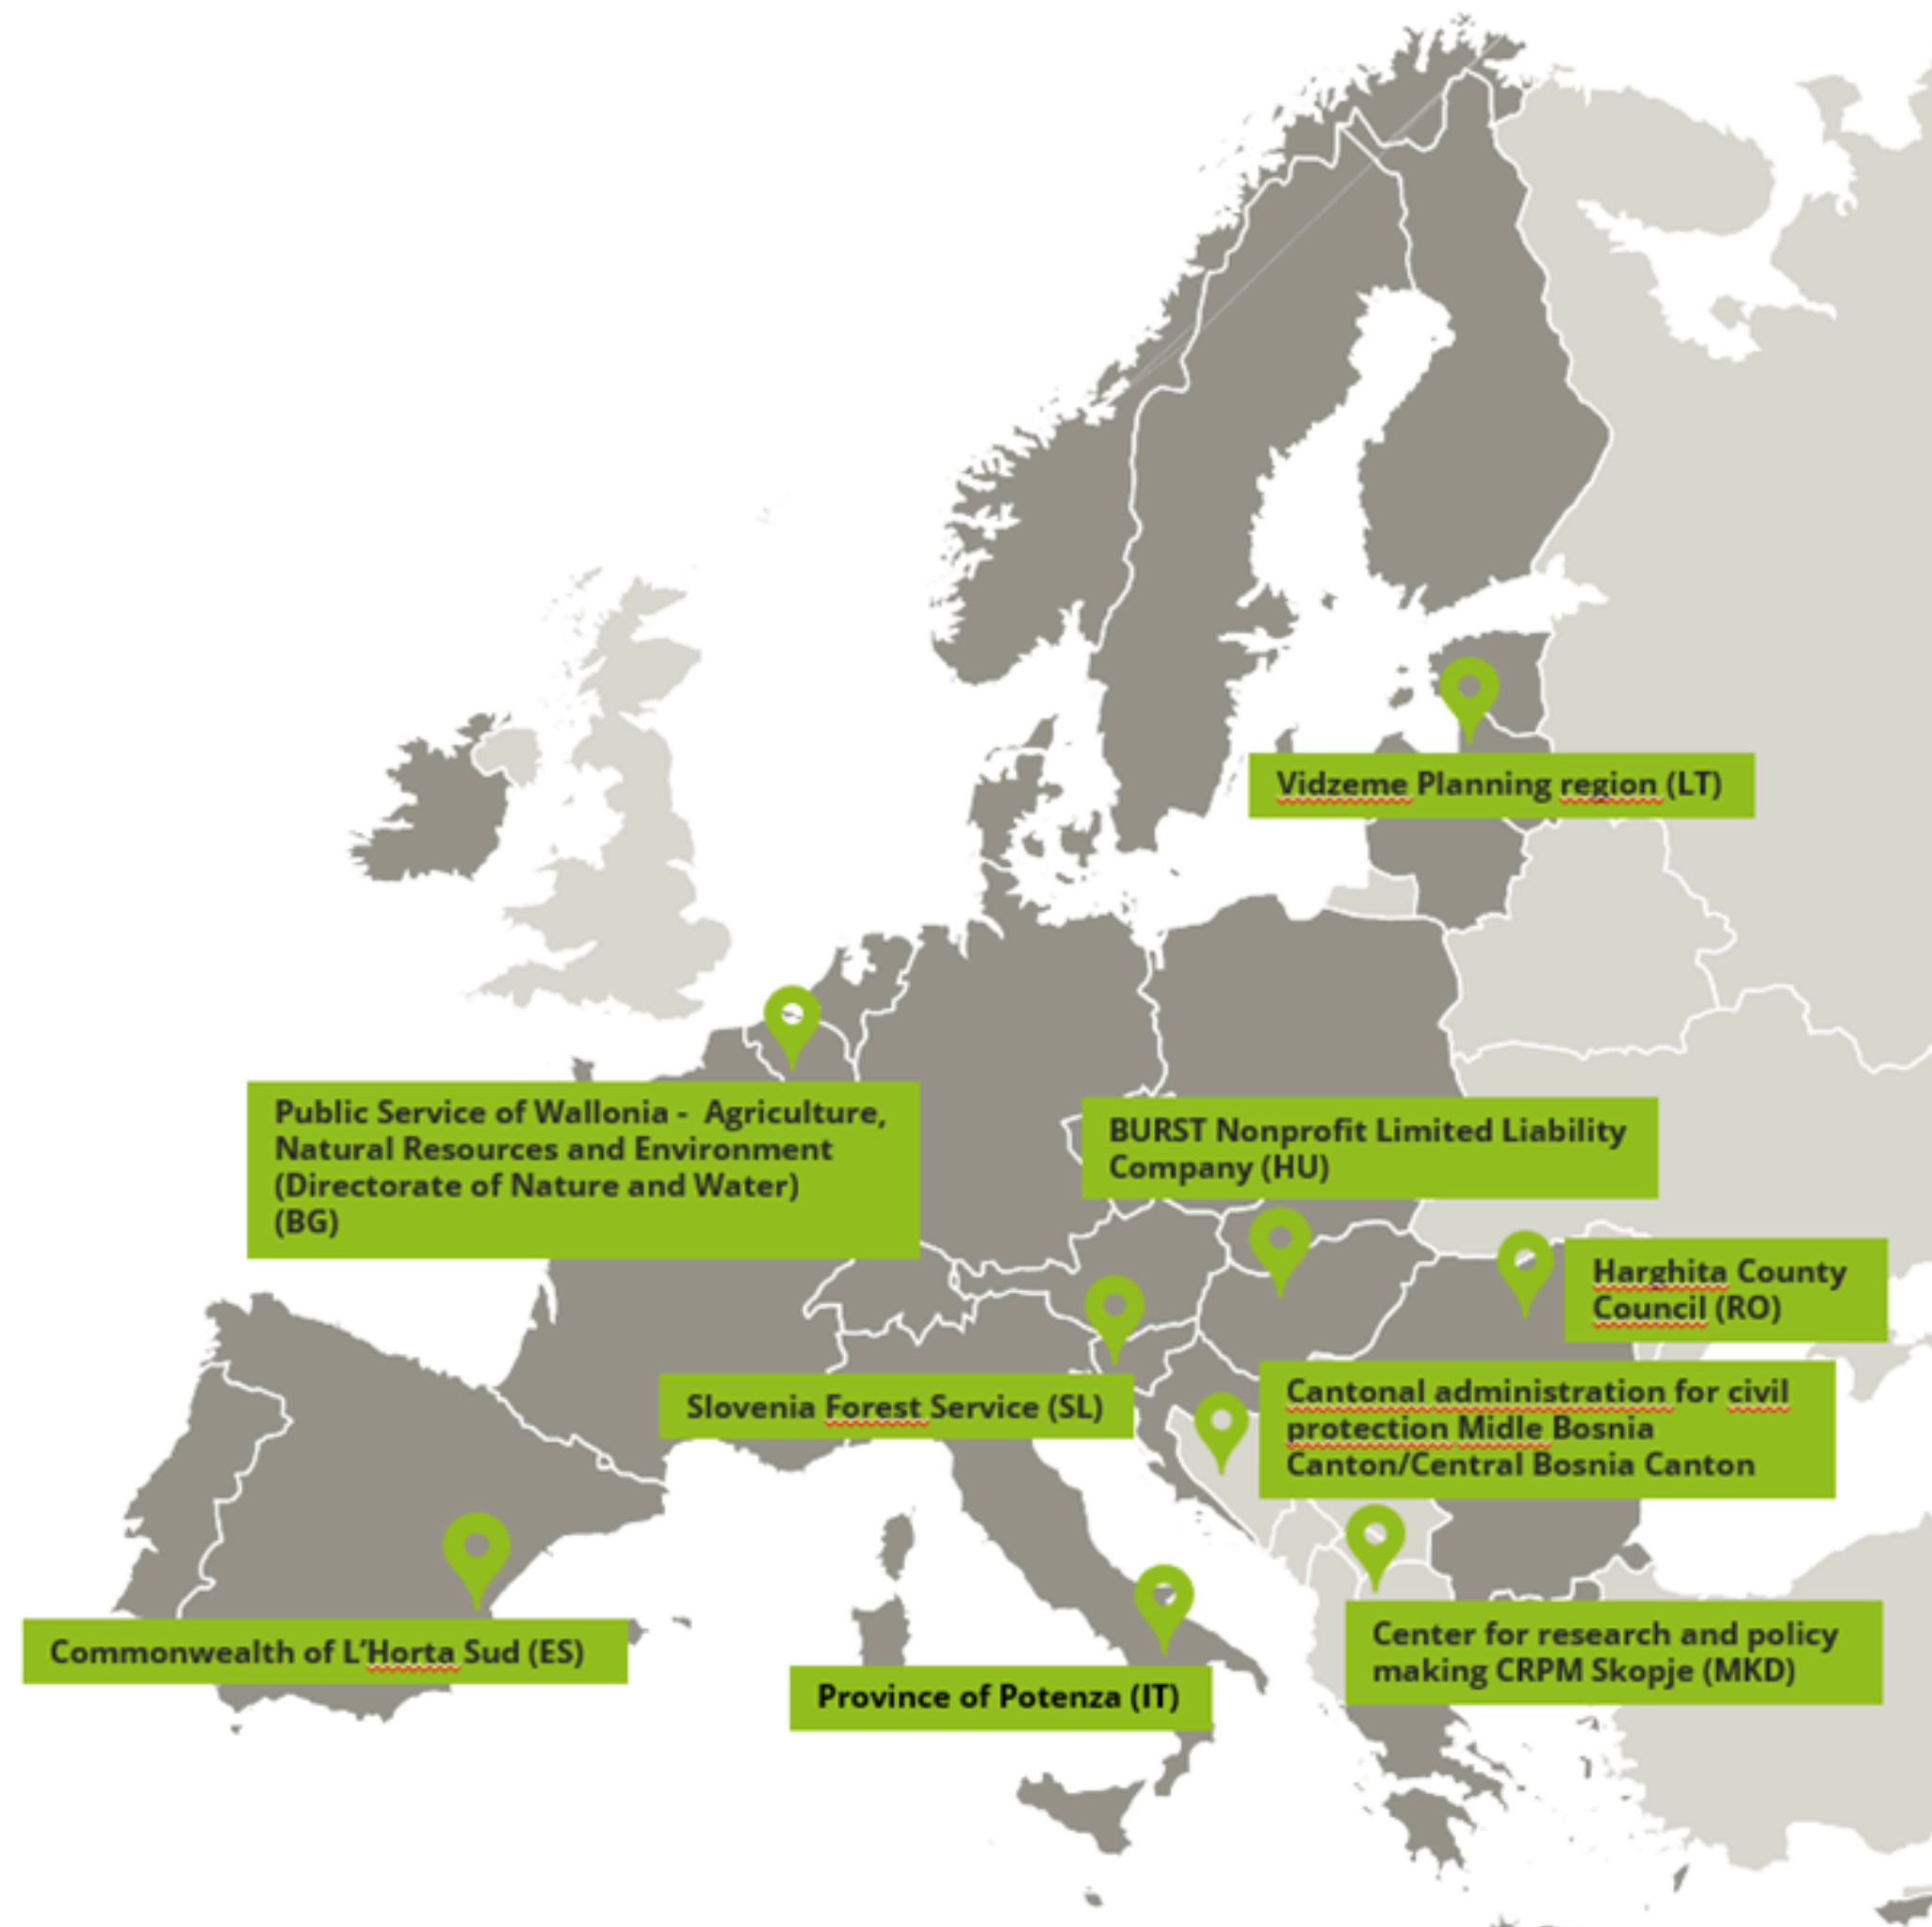 Vidzeme Planning region (LT)
Public Service of Wallonia -  Agriculture,
Natural Resources and Environment
(Directorate of Nature and Water)
(BG)
BURST Nonprofit Limited Liability
Company (HU)
Harghita County
Council (RO)
Slovenia Forest Service (SL)
Cantonal administration for civil
protection Midle Bosnia
Canton/Central Bosnia Canton
Commonwealth of L’Horta Sud (ES)
Province of Potenza (IT)
Center for research and policy
making CRPM Skopje (MKD)